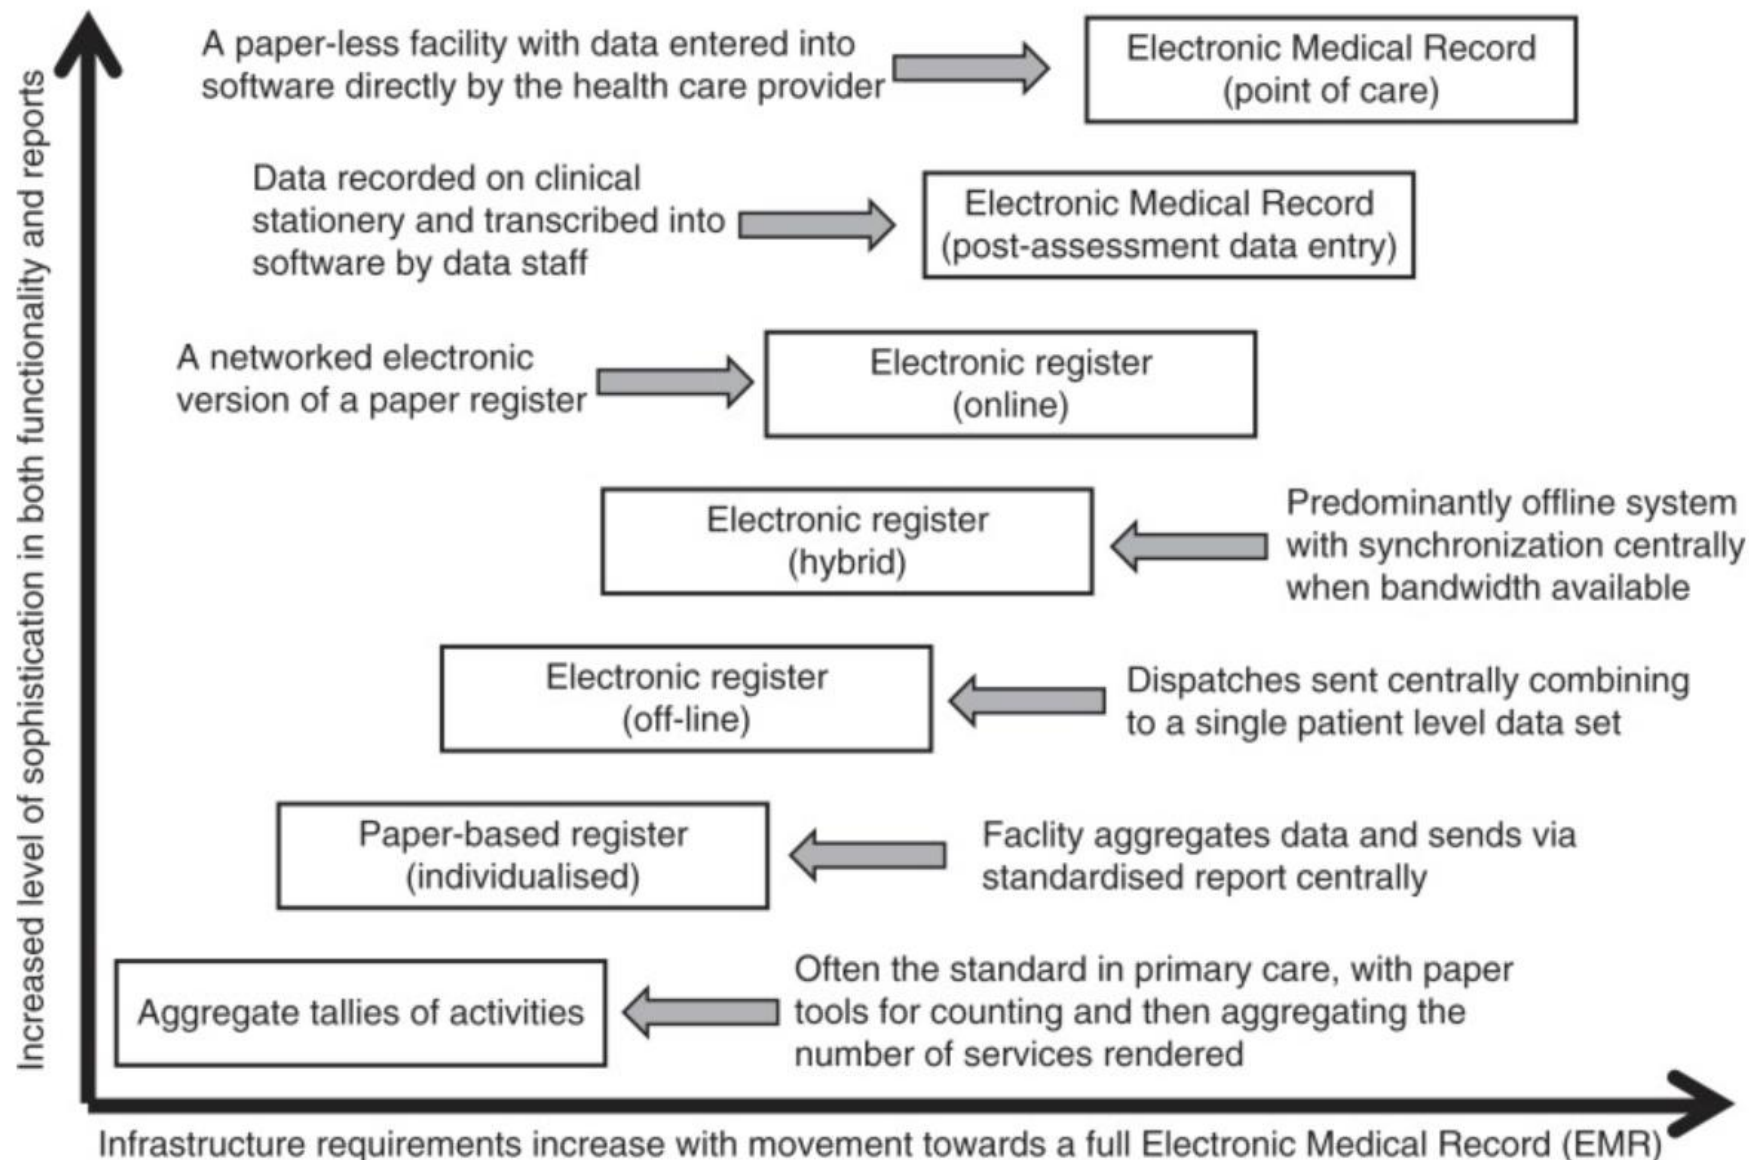 Increased level of sophistication in both functionality and reports
A paper-less facility with data entered into
software directly by the health care provider
Electronic Medical Record
(point of care)
Data recorded on clinical
stationery and transcribed into
software by data staff
Electronic Medical Record
(post-assessment data entry)
A networked electronic
version of a paper register
Electronic register
(online)
Electronic register
(hybrid)
Predominantly offline system
with synchronization centrally
when bandwidth available
Electronic register
(off-line)
Dispatches sent centrally combining
to a single patient level data set
Paper-based register
(individualised)
Faclity aggregates data and sends via
standardised report centrally
Aggregate tallies of activities
Often the standard in primary care, with paper
tools for counting and then aggregating the
number of services rendered
Infrastructure requirements increase with movement towards a full Electronic Medical Record (EMR)